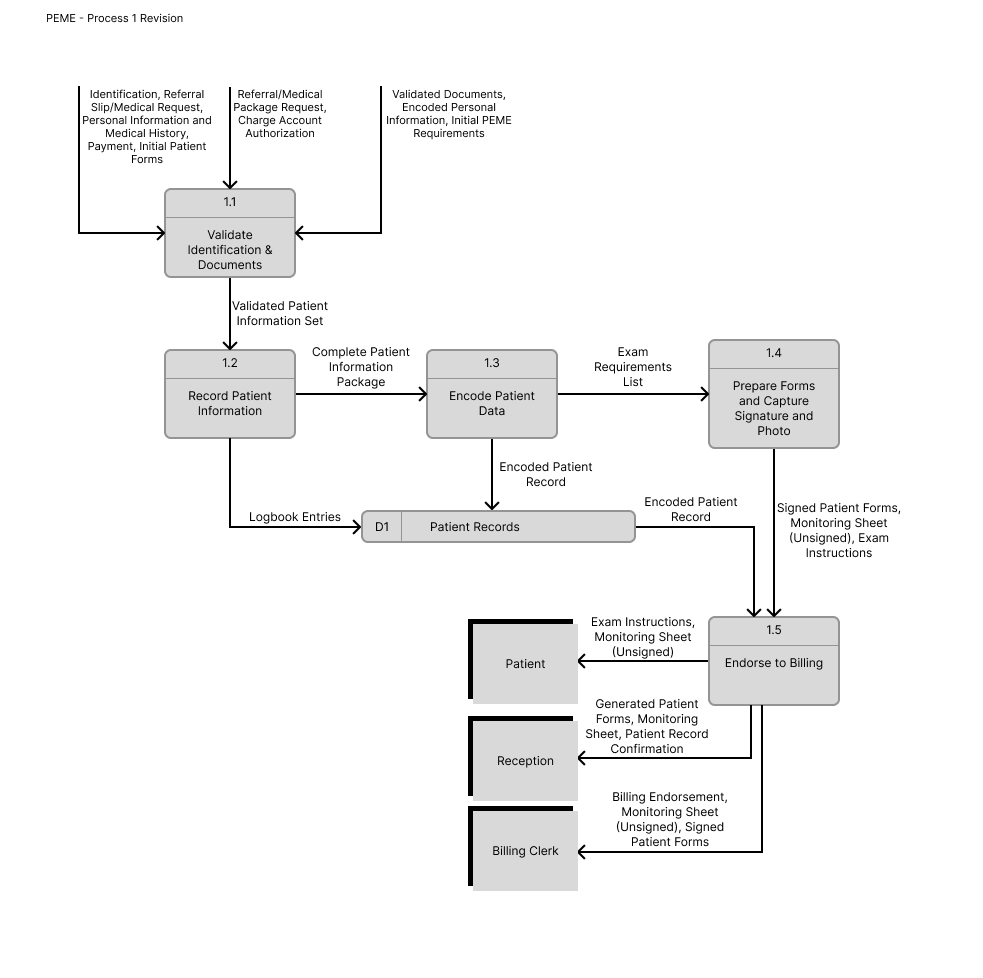 PEME - Process 1 Revision
Identification, Referral
Slip/Medical Request,
Personal Information and
Medical History,
Payment, Initial Patient
Forms
Referral/Medical
Package Request,
Charge Account
Authorization
Validated Documents,
Encoded Personal
Information, Initial PEME
Requirements
1.1
Validate
Identification &
Documents
Validated Patient
Information Set
1.2
Record Patient
Information
Complete Patient
Information
Package
1.3
Encode Patient
Data
Exam
Requirements
List
1.4
Prepare Forms
and Capture
Signature and
Photo
Encoded Patient
Record
Logbook Entries
D1
Patient Records
Encoded Patient
Record
Signed Patient Forms,
Monitoring Sheet
(Unsigned), Exam
Instructions
1.5
Endorse to Billing
Exam Instructions,
Monitoring Sheet
(Unsigned)
Patient
Generated Patient
Forms, Monitoring
Sheet, Patient Record
Confirmation
Reception
Billing Endorsement,
Monitoring Sheet
(Unsigned), Signed
Patient Forms
Billing Clerk